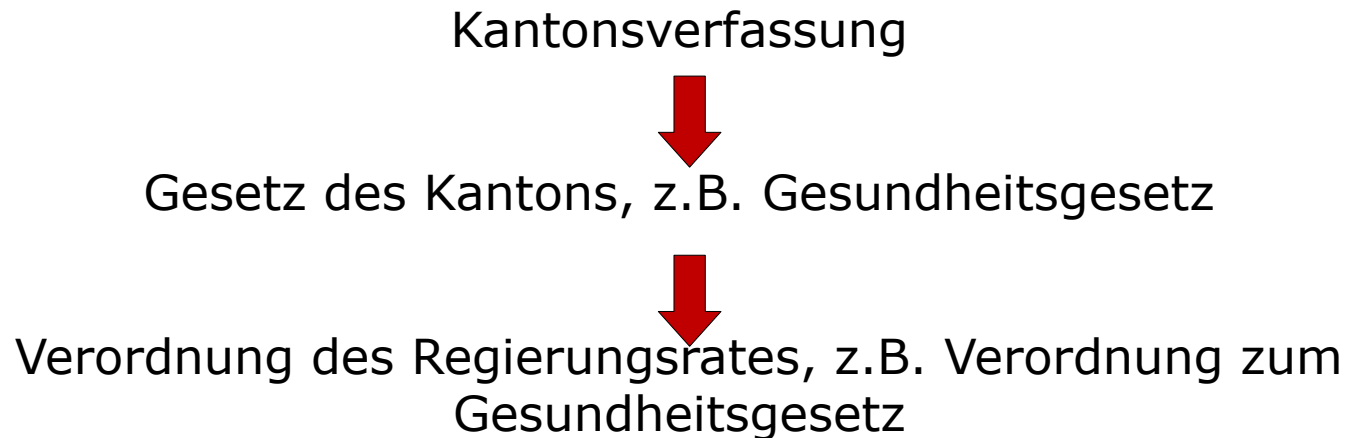 Kantonsverfassung
Gesetz des Kantons, z.B. Gesundheitsgesetz
Verordnung des Regierungsrates, z.B. Verordnung zum
Gesundheitsgesetz